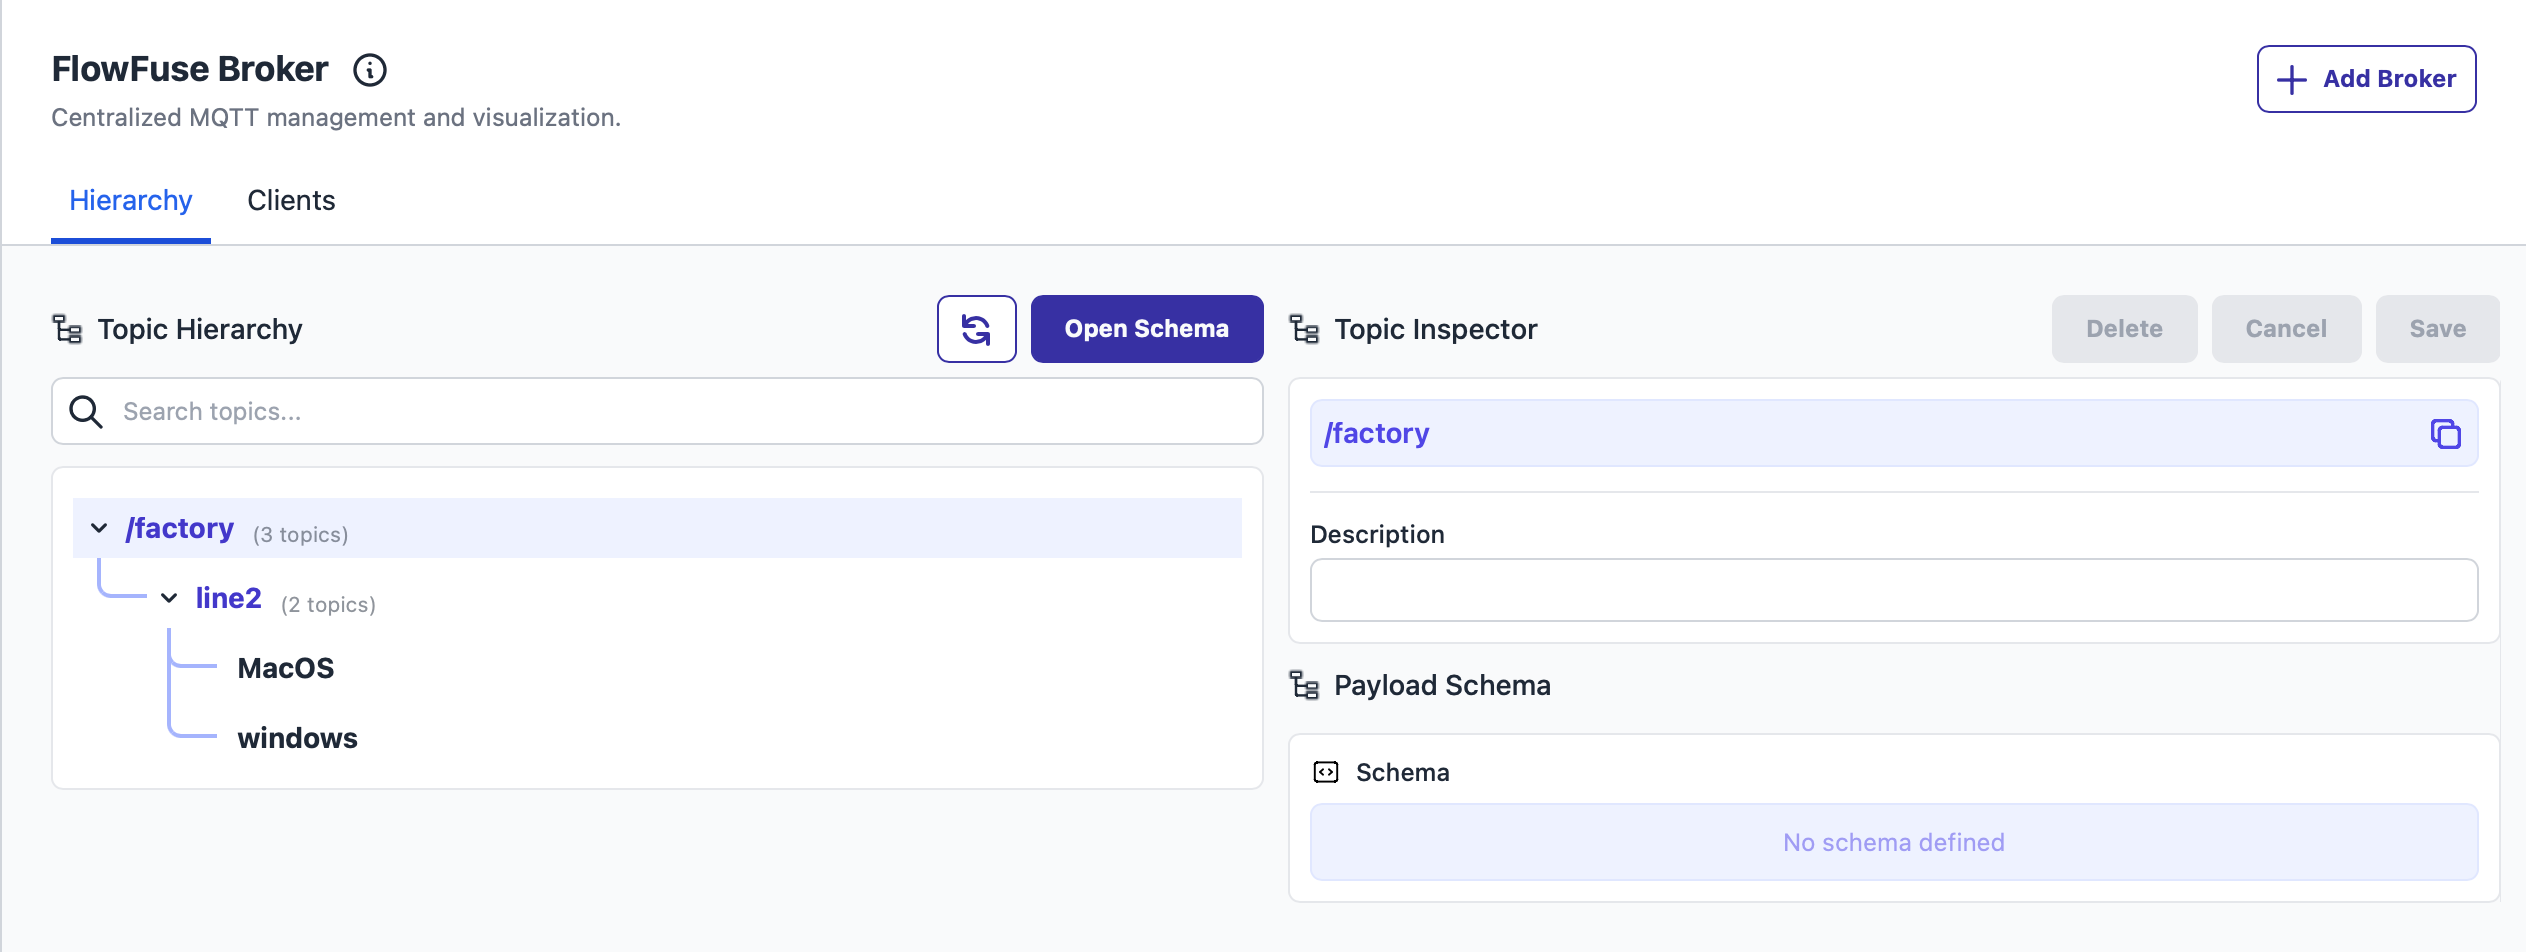 FlowFuse Broker
Add Broker
Centralized MQTT management and visualization.
Hierarchy
Clients
Topic Hierarchy
Open Schema
Search topics...
/factory (3 topics)
line2 (2 topics)
MacOS
windows
Topic Inspector
Delete
Cancel
Save
/factory
Description
Payload Schema
Schema
No schema defined